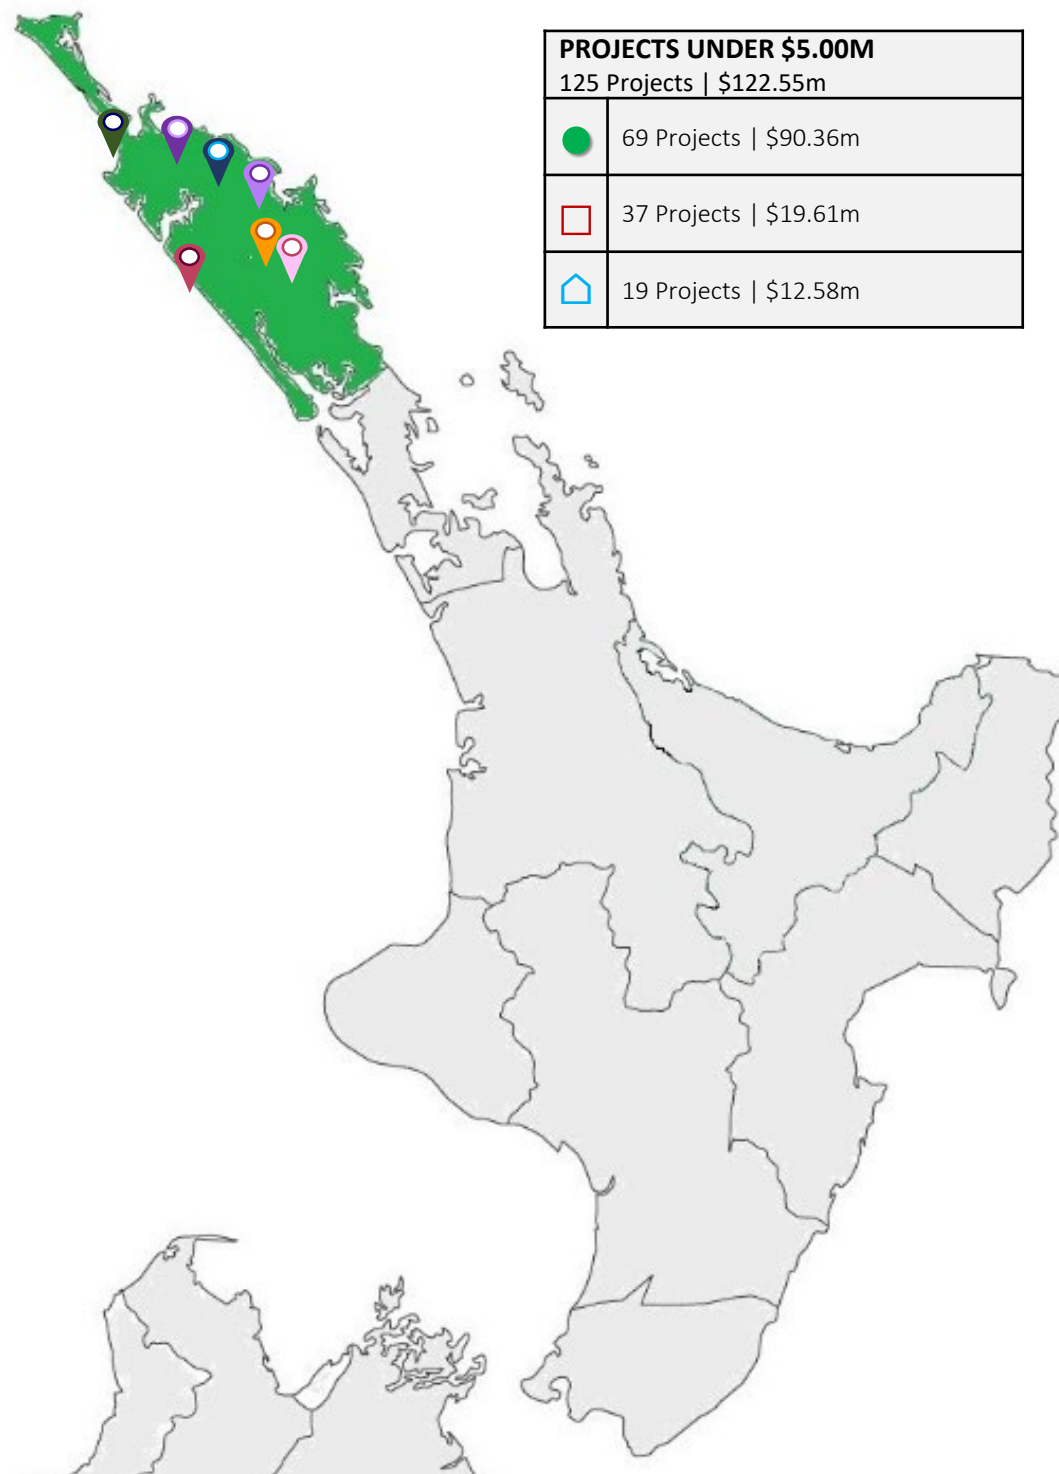 PROJECTS UNDER $5.00M
125 Projects | $122.55m
69 Projects | $90.36m
37 Projects | $19.61m
19 Projects | $12.58m